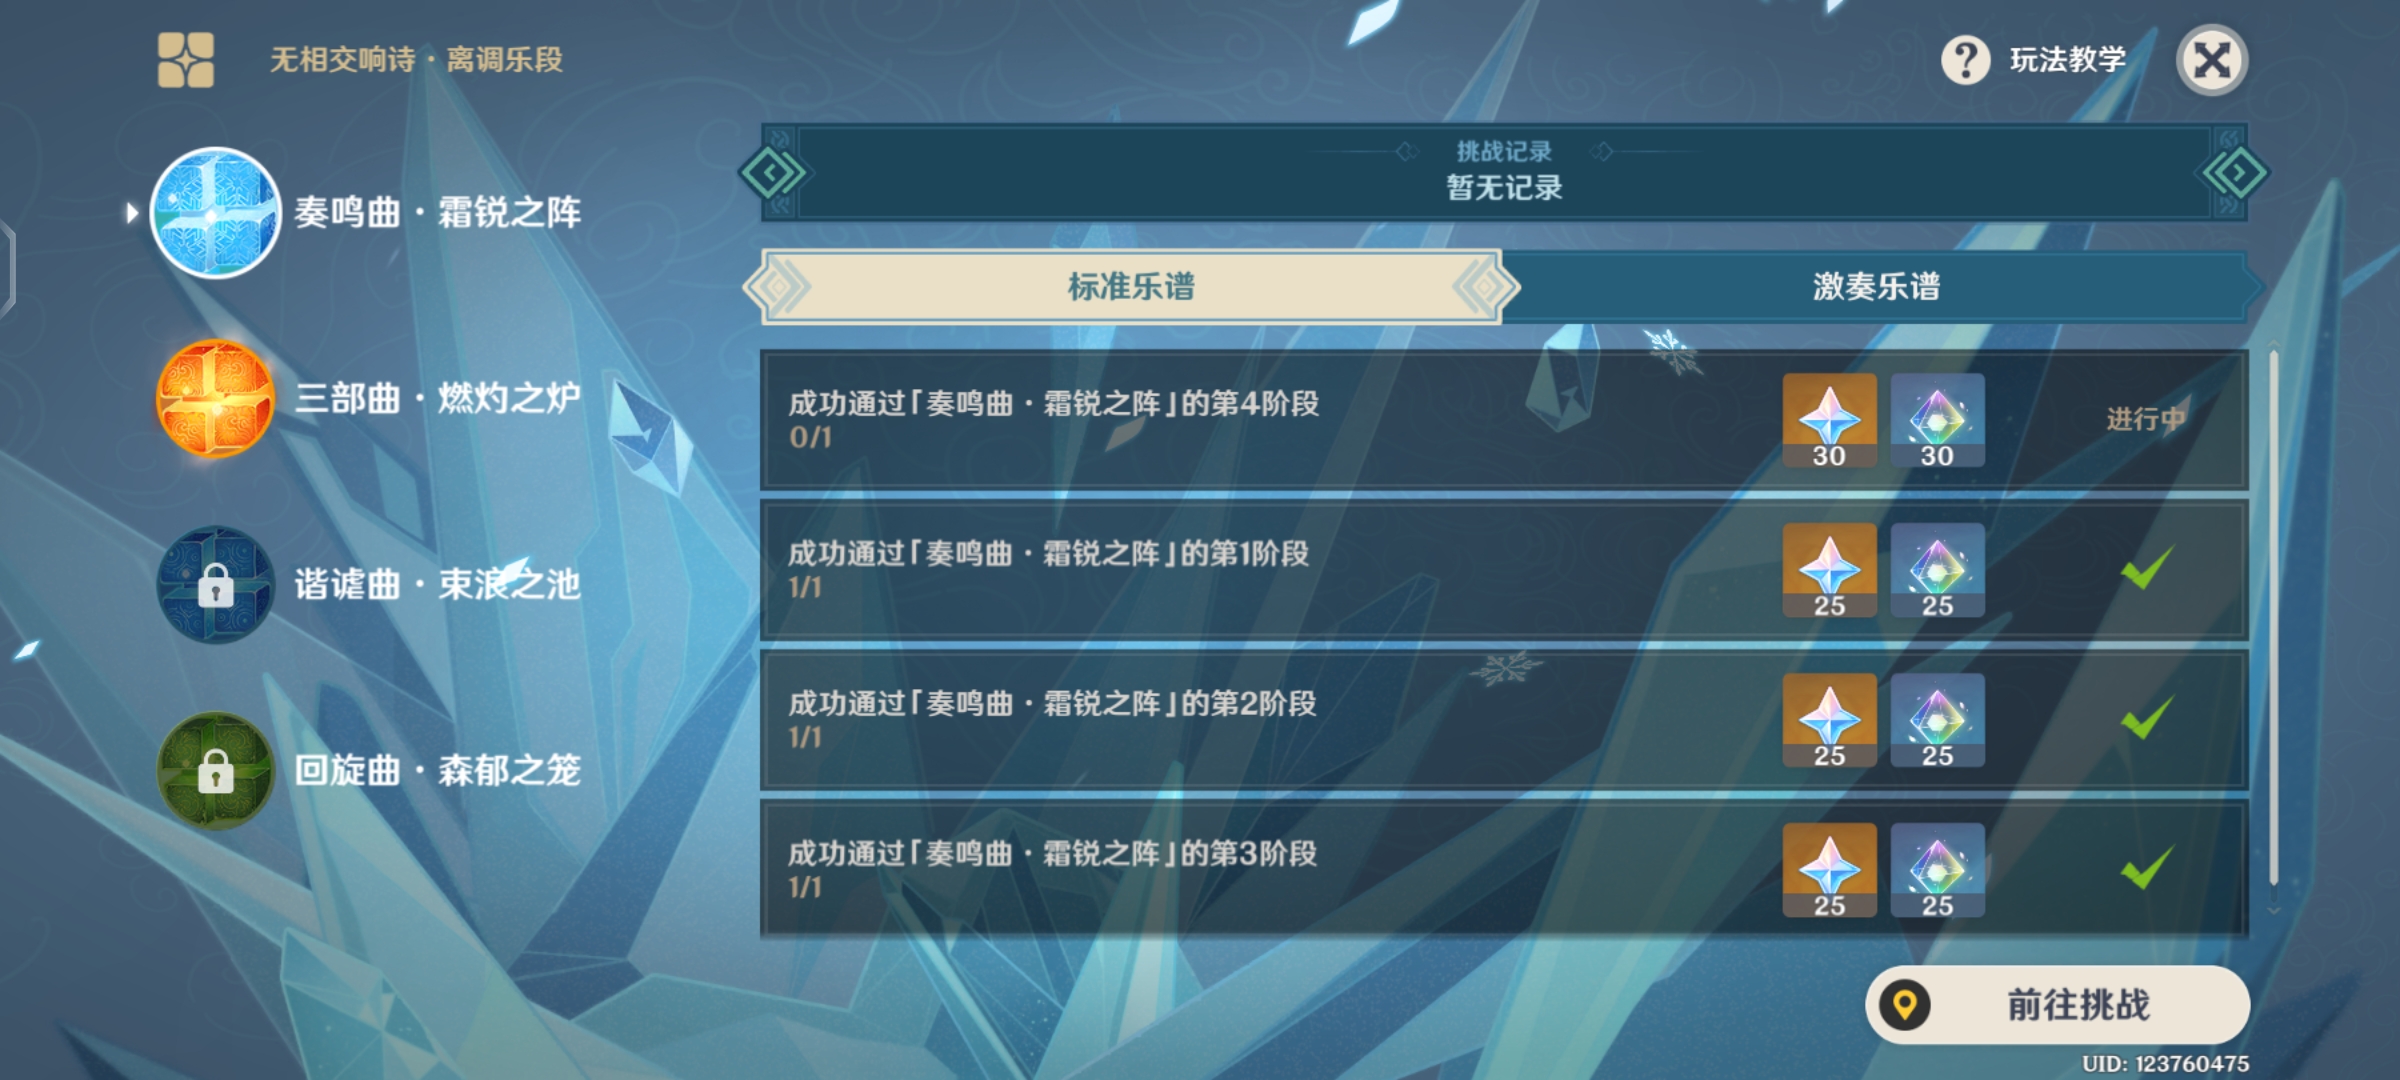 无相交响诗·离调乐段
玩法教学
奏鸣曲·霜锐之阵
三部曲·燃灼之炉
谐谑曲·束浪之池
回旋曲·森郁之笼
挑战记录
暂无记录
标准乐谱
激奏乐谱
成功通过「奏鸣曲·霜锐之阵」的第4阶段
0/1
30
30
进行中
成功通过「奏鸣曲·霜锐之阵」的第1阶段
1/1
25
25
成功通过「奏鸣曲·霜锐之阵」的第2阶段
1/1
25
25
成功通过「奏鸣曲·霜锐之阵」的第3阶段
1/1
25
25
前往挑战
UID: 123760475